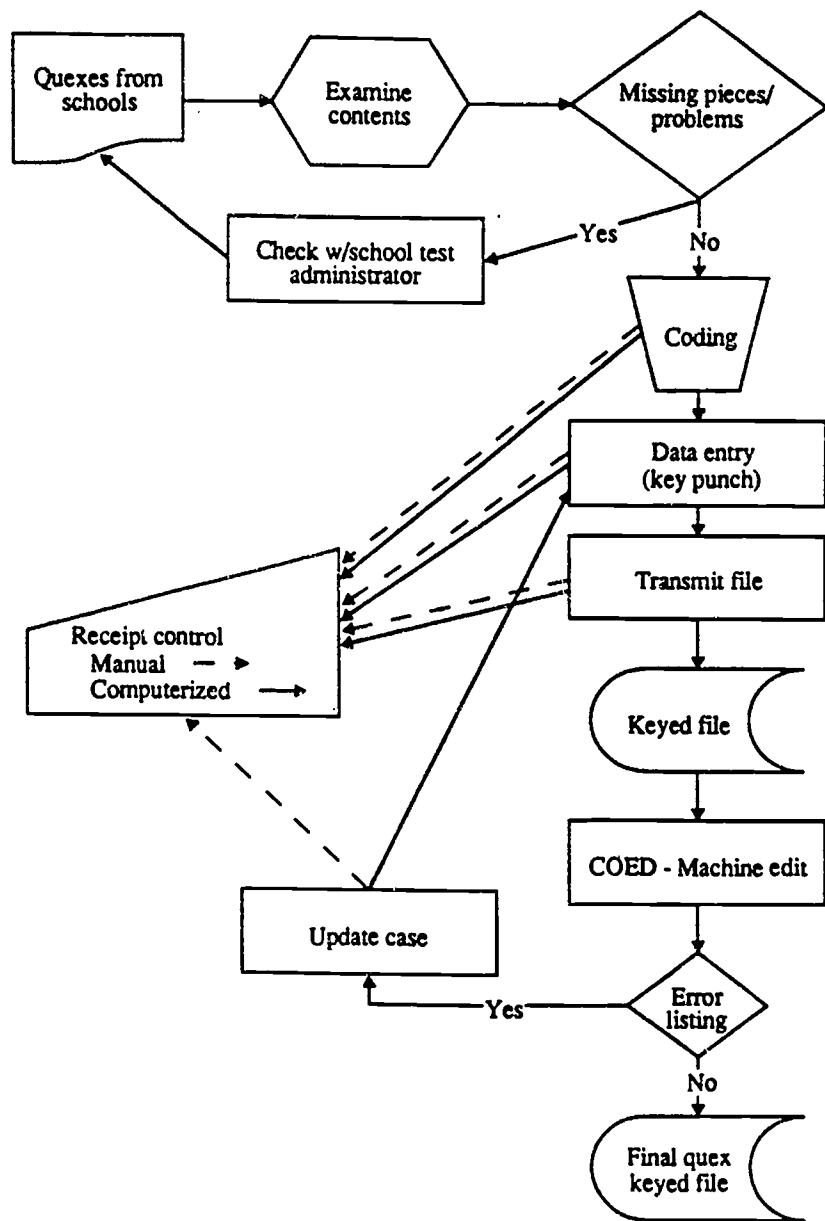 Quexes from
schools
Examine
contents
Missing pieces/
problems
Yes
No
Check w/school test
administrator
Coding
Data entry
(key punch)
Transmit file
Receipt control
Manual
Computerized
Keyed file
COED - Machine edit
Update case
Yes
Error
listing
No
Final quex
keyed file